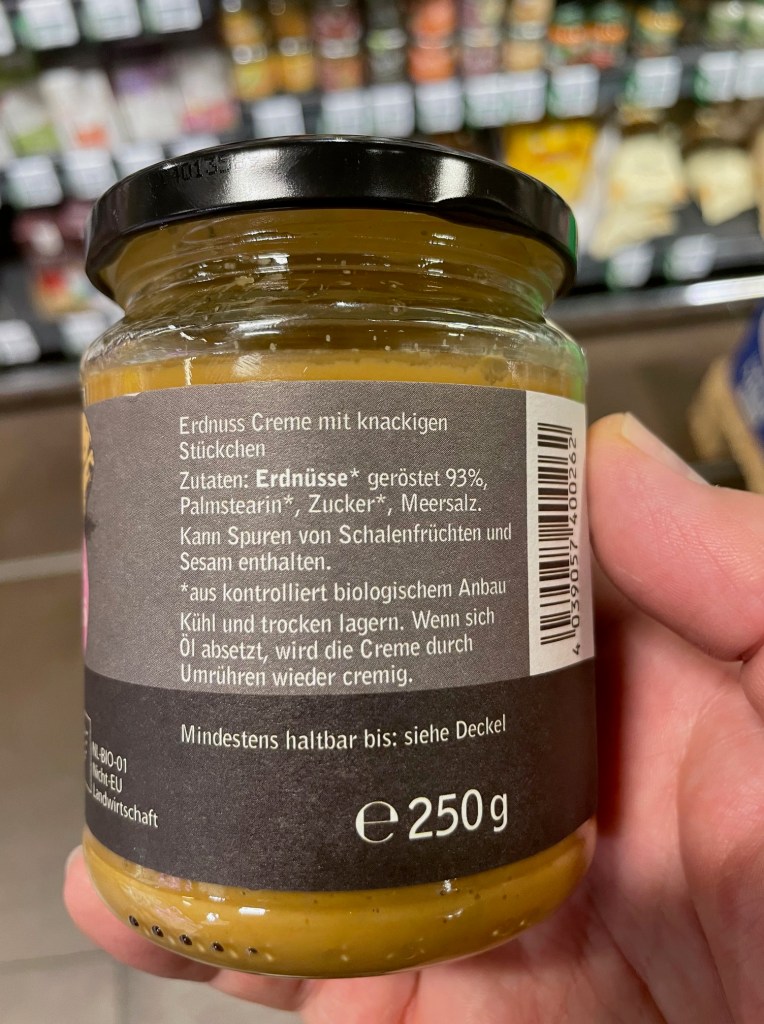 Erdnuss Creme mit knackigen
Stückchen
Zutaten: Erdnüsse* geröstet 93%,
Palmstearin*, Zucker*, Meersalz.
Kann Spuren von Schalenfrüchten und
Sesam enthalten.
*aus kontrolliert biologischem Anbau
Kühl und trocken lagern. Wenn sich
Öl absetzt, wird die Creme durch
Umrühren wieder cremig.
Mindestens haltbar bis: siehe Deckel
℮ 250 g
NL-BIO-01
Nicht-EU
Landwirtschaft
4 039057 400262